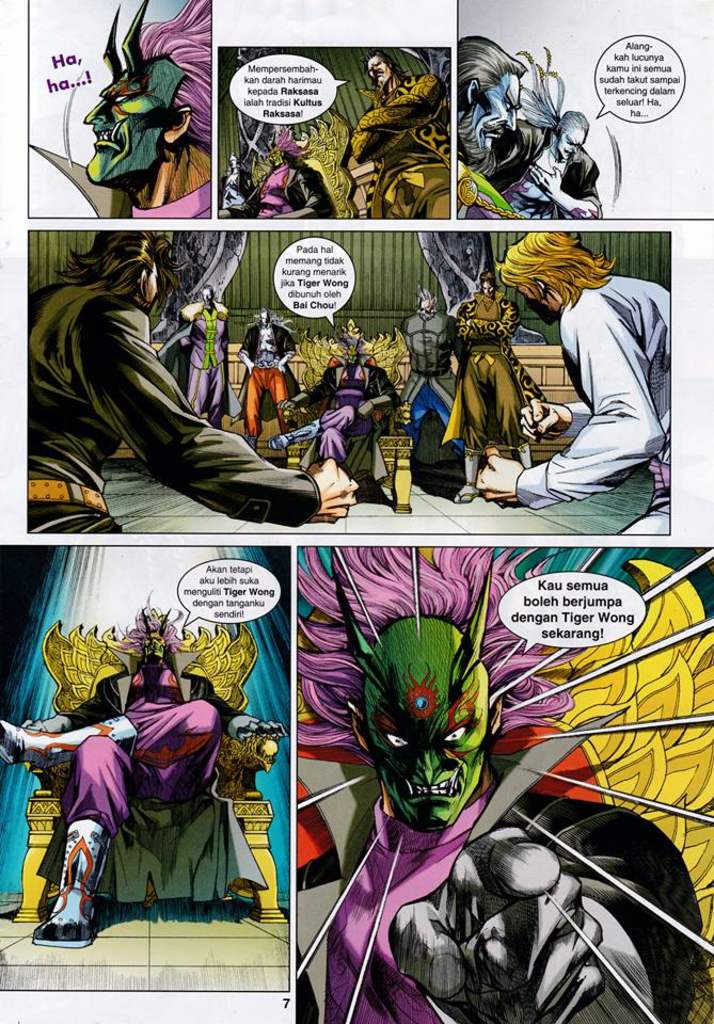 Ha,
ha...!
Mempersembah-
kan darah harimau
kepada Raksasa
ialah tradisi Kultus
Raksasa!
Alang-
kah lucunya
kamu ini semua
sudah takut sampai
terkencing dalam
seluar! Ha,
ha...
Pada hal
memang tidak
kurang menarik
jika Tiger Wong
dibunuh oleh
Bai Chou!
Akan tetapi
aku lebih suka
menguliti Tiger Wong
dengan tanganku
sendiri!
Kau semua
boleh berjumpa
dengan Tiger Wong
sekarang!
7